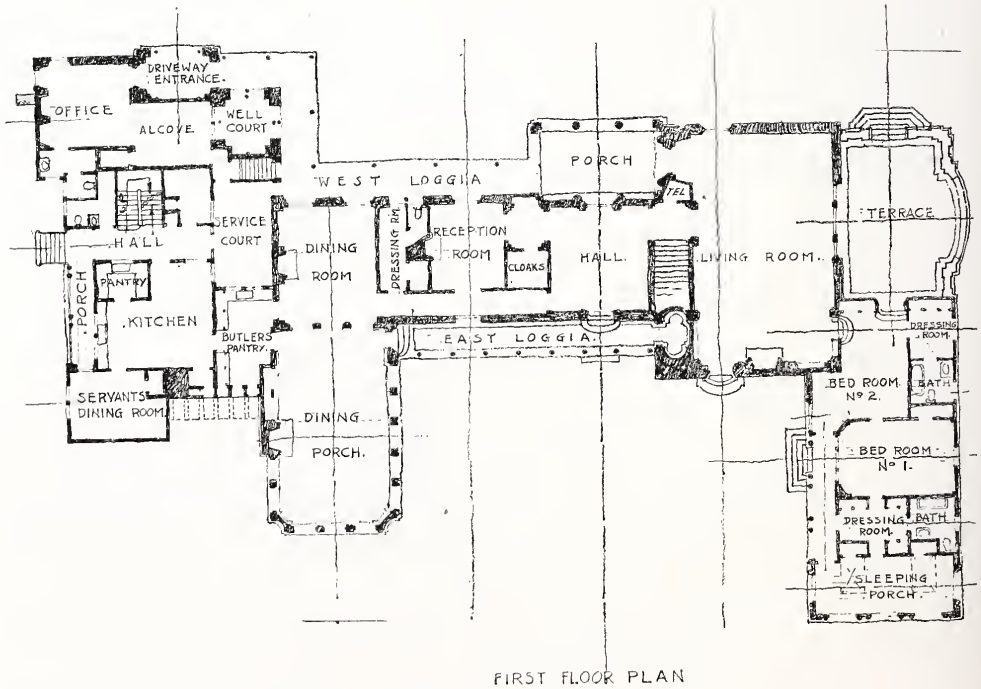 DRIVEWAY
ENTRANCE.
OFFICE
ALCOVE
WELL
COURT
PORCH
WEST LOGGIA
TEL
TERRACE
HALL
SERVICE
COURT
DINING
ROOM
DRESSING RM.
RECEPTION
ROOM
CLOAKS
HALL.
LIVING ROOM.
PORCH
PANTRY
KITCHEN
BUTLERS
PANTRY.
EAST LOGGIA.
DRESSING
ROOM.
BATH
BED ROOM
Nº 2.
SERVANTS
DINING ROOM.
DINING
PORCH.
BED ROOM
Nº 1.
DRESSING
ROOM.
BATH
SLEEPING
PORCH.
FIRST FLOOR PLAN